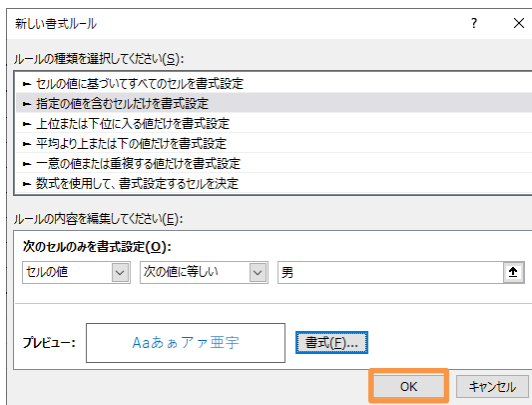 新しい書式ルール ? ×
ルールの種類を選択してください(S):
► セルの値に基づいてすべてのセルを書式設定
► 指定の値を含むセルだけを書式設定
► 上位または下位に入る値だけを書式設定
► 平均より上または下の値だけを書式設定
► 一意の値または重複する値だけを書式設定
► 数式を使用して、書式設定するセルを決定
ルールの内容を編集してください(E):
次のセルのみを書式設定(O):
セルの値 次の値に等しい 男
プレビュー: Aaあぁアァ亜宇 書式(F)...
OK キャンセル